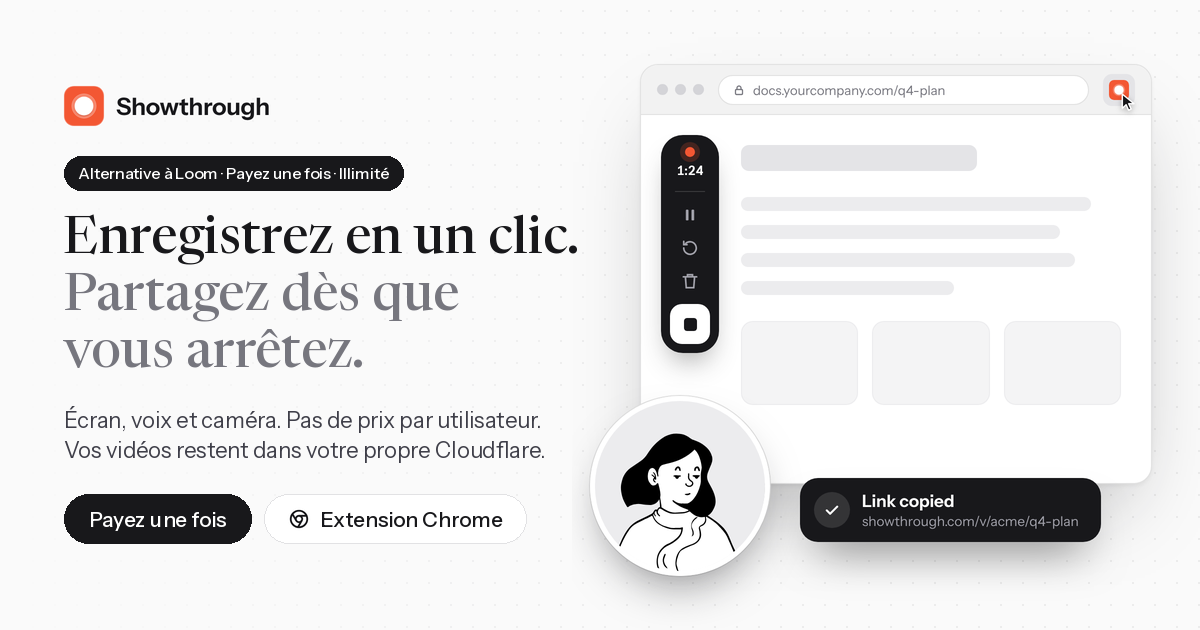 Showthrough
Alternative à Loom · Payez une fois · Illimité
Enregistrez en un clic.
Partagez dès que
vous arrêtez.
Écran, voix et caméra. Pas de prix par utilisateur.
Vos vidéos restent dans votre propre Cloudflare.
Payez une fois
Extension Chrome
docs.yourcompany.com/q4-plan
1:24
Link copied
showthrough.com/v/acme/q4-plan